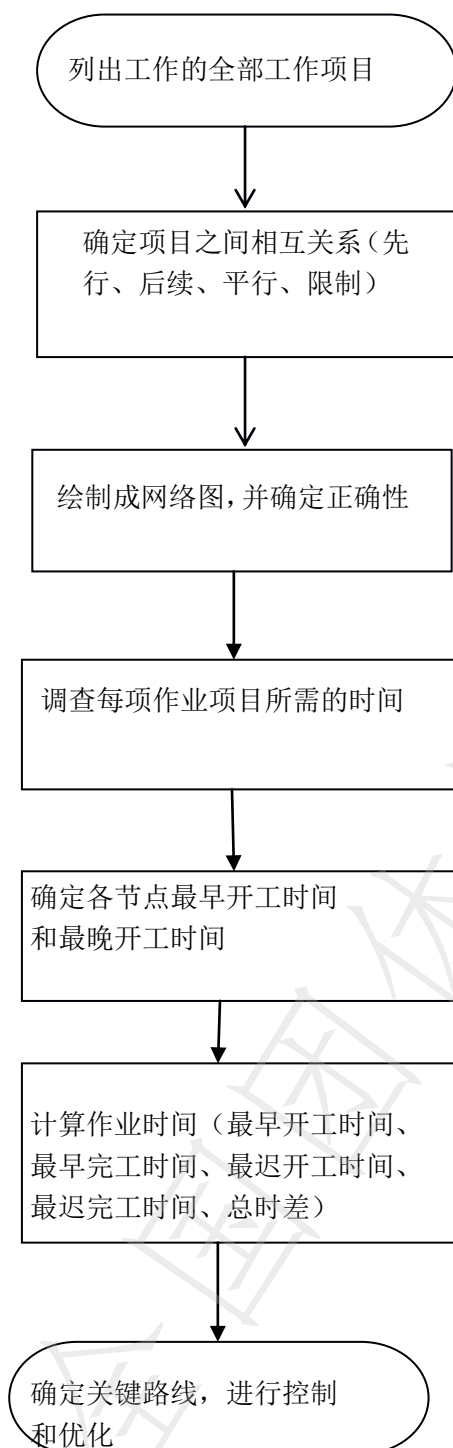 列出工作的全部工作项目
确定项目之间相互关系（先
行、后续、平行、限制）
绘制成网络图，并确定正确性
调查每项作业项目所需的时间
确定各节点最早开工时间
和最晚开工时间
计算作业时间（最早开工时间、
最早完工时间、最迟开工时间、
最迟完工时间、总时差）
确定关键路线，进行控制
和优化
全国团体